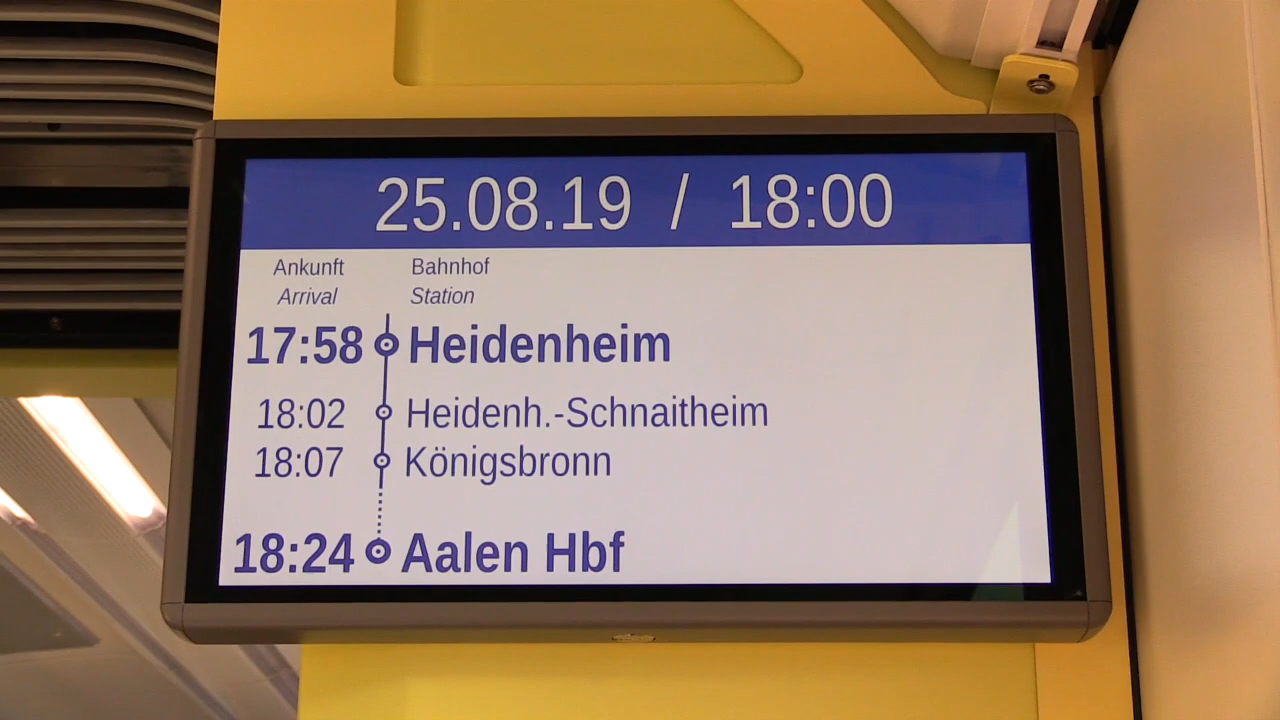 25.08.19 / 18:00
Ankunft Bahnhof
Arrival Station
17:58 Heidenheim
18:02 Heidenh.-Schnaitheim
18:07 Königsbronn
18:24 Aalen Hbf